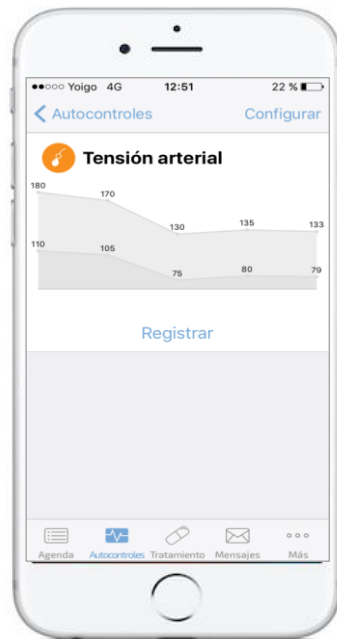 Yoigo 4G 12:51 22 %
Autocontroles Configurar
Tensión arterial
180 170 130 135 133
110 105 75 80 79
Registrar
Agenda Autocontroles Tratamiento Mensajes Más